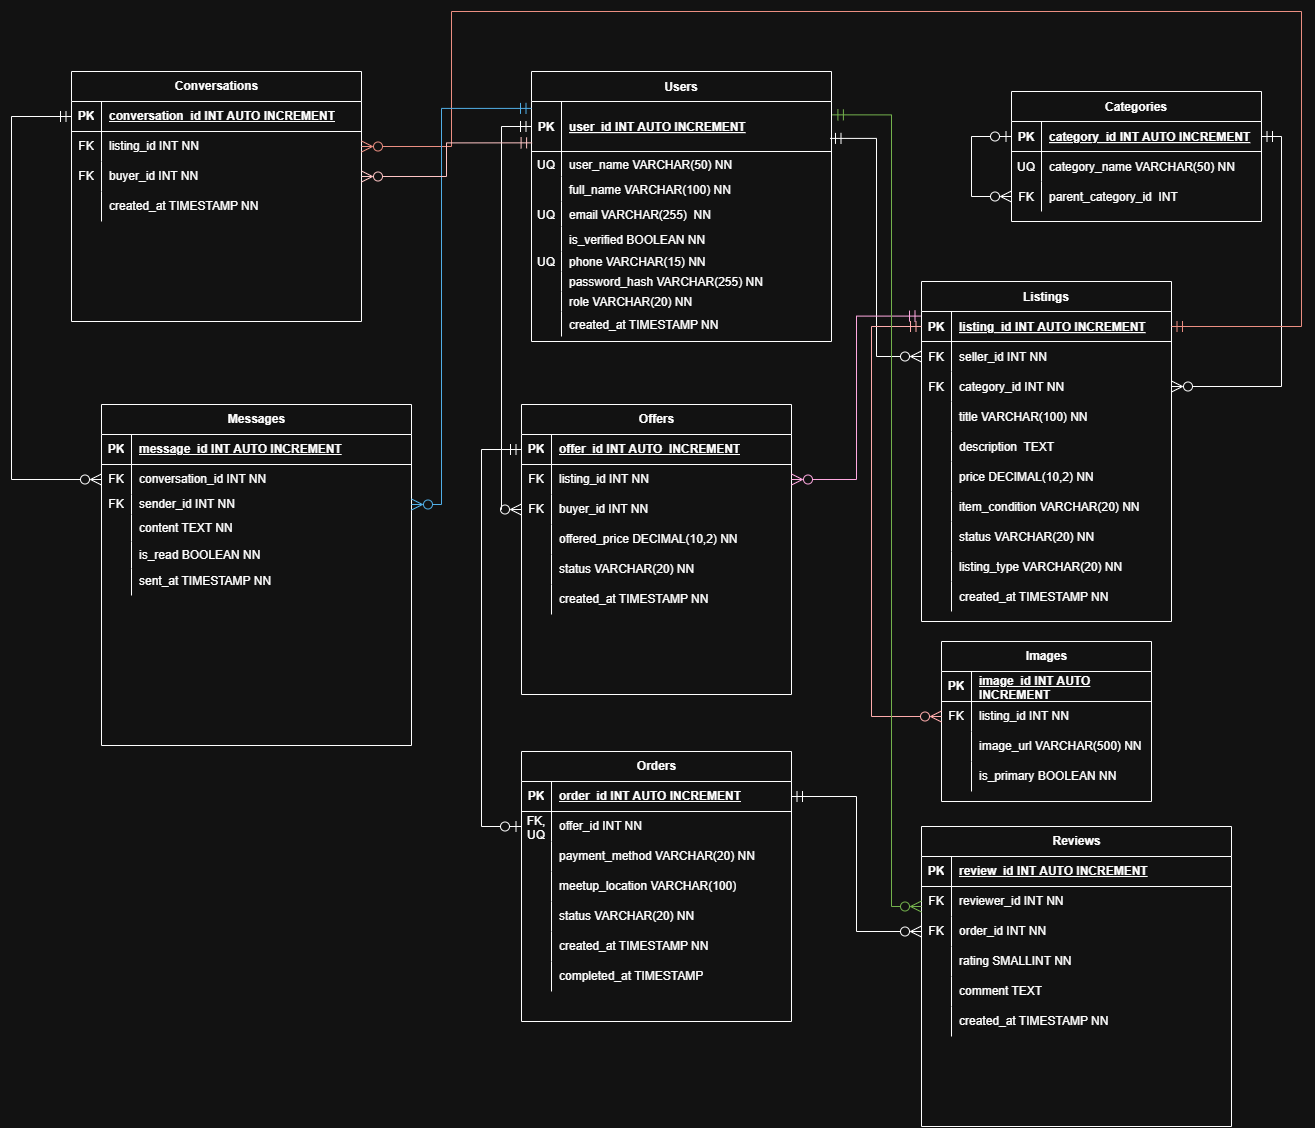 Conversations
PK conversation_id INT AUTO INCREMENT
FK listing_id INT NN
FK buyer_id INT NN
created_at TIMESTAMP NN
Users
PK user_id INT AUTO INCREMENT
UQ user_name VARCHAR(50) NN
full_name VARCHAR(100) NN
UQ email VARCHAR(255) NN
is_verified BOOLEAN NN
UQ phone VARCHAR(15) NN
password_hash VARCHAR(255) NN
role VARCHAR(20) NN
created_at TIMESTAMP NN
Categories
PK category_id INT AUTO INCREMENT
UQ category_name VARCHAR(50) NN
FK parent_category_id INT
Listings
PK listing_id INT AUTO INCREMENT
FK seller_id INT NN
FK category_id INT NN
title VARCHAR(100) NN
description TEXT
price DECIMAL(10,2) NN
item_condition VARCHAR(20) NN
status VARCHAR(20) NN
listing_type VARCHAR(20) NN
created_at TIMESTAMP NN
Messages
PK message_id INT AUTO INCREMENT
FK conversation_id INT NN
FK sender_id INT NN
content TEXT NN
is_read BOOLEAN NN
sent_at TIMESTAMP NN
Offers
PK offer_id INT AUTO INCREMENT
FK listing_id INT NN
FK buyer_id INT NN
offered_price DECIMAL(10,2) NN
status VARCHAR(20) NN
created_at TIMESTAMP NN
Images
PK image_id INT AUTO
INCREMENT
FK listing_id INT NN
image_url VARCHAR(500) NN
is_primary BOOLEAN NN
Orders
PK order_id INT AUTO INCREMENT
FK,
UQ offer_id INT NN
payment_method VARCHAR(20) NN
meetup_location VARCHAR(100)
status VARCHAR(20) NN
created_at TIMESTAMP NN
completed_at TIMESTAMP
Reviews
PK review_id INT AUTO INCREMENT
FK reviewer_id INT NN
FK order_id INT NN
rating SMALLINT NN
comment TEXT
created_at TIMESTAMP NN